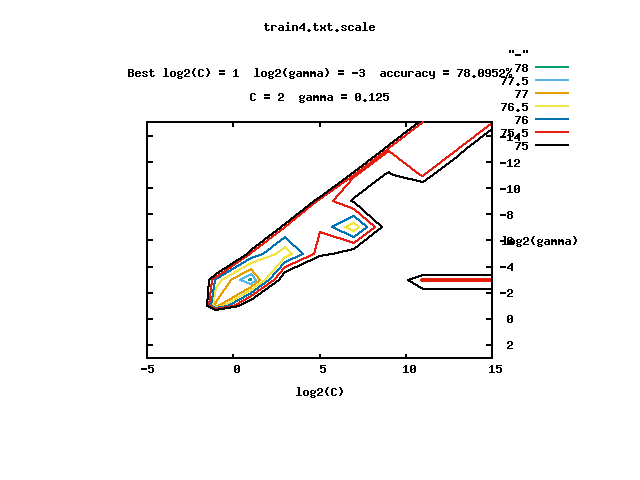 train4.txt.scale
"-"
78
Best log2(C) = 1 log2(gamma) = -3 accuracy = 78.0952%
77.5
77
C = 2 gamma = 0.125
76.5
76
75.5
-14
75
-12
-10
-8
-6
log2(gamma)
-4
-2
0
2
-5 0 5 10 15
log2(C)